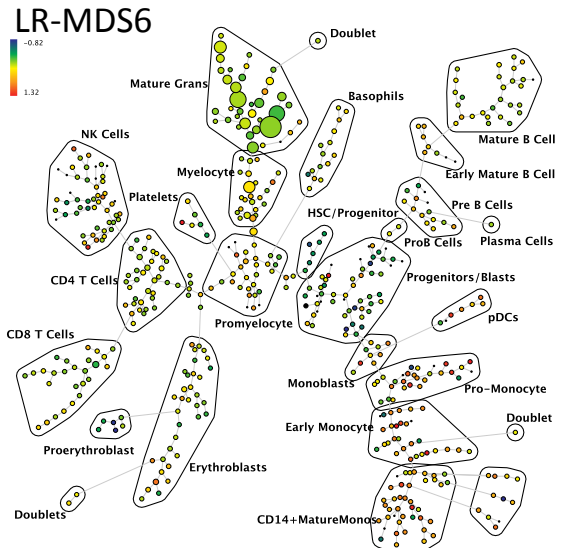 LR-MDS6
-0.82
1.32
Doublet
Mature Grans
Basophils
NK Cells
Mature B Cell
Myelocyte
Early Mature B Cell
Platelets
Pre B Cells
HSC/Progenitor
ProB Cells
Plasma Cells
CD4 T Cells
Progenitors/Blasts
pDCs
Promyelocyte
CD8 T Cells
Monoblasts
Pro-Monocyte
Doublet
Early Monocyte
Proerythroblast
Erythroblasts
Doublets
CD14+MatureMonos